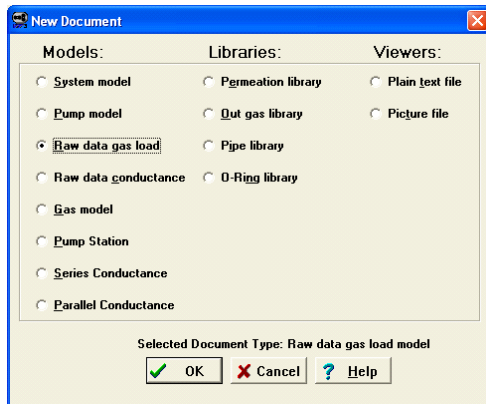 New Document
Models: Libraries: Viewers:
System model Permeation library Plain text file
Pump model Out gas library Picture file
Raw data gas load Pipe library
Raw data conductance O-Ring library
Gas model
Pump Station
Series Conductance
Parallel Conductance
Selected Document Type: Raw data gas load model
OK Cancel ? Help